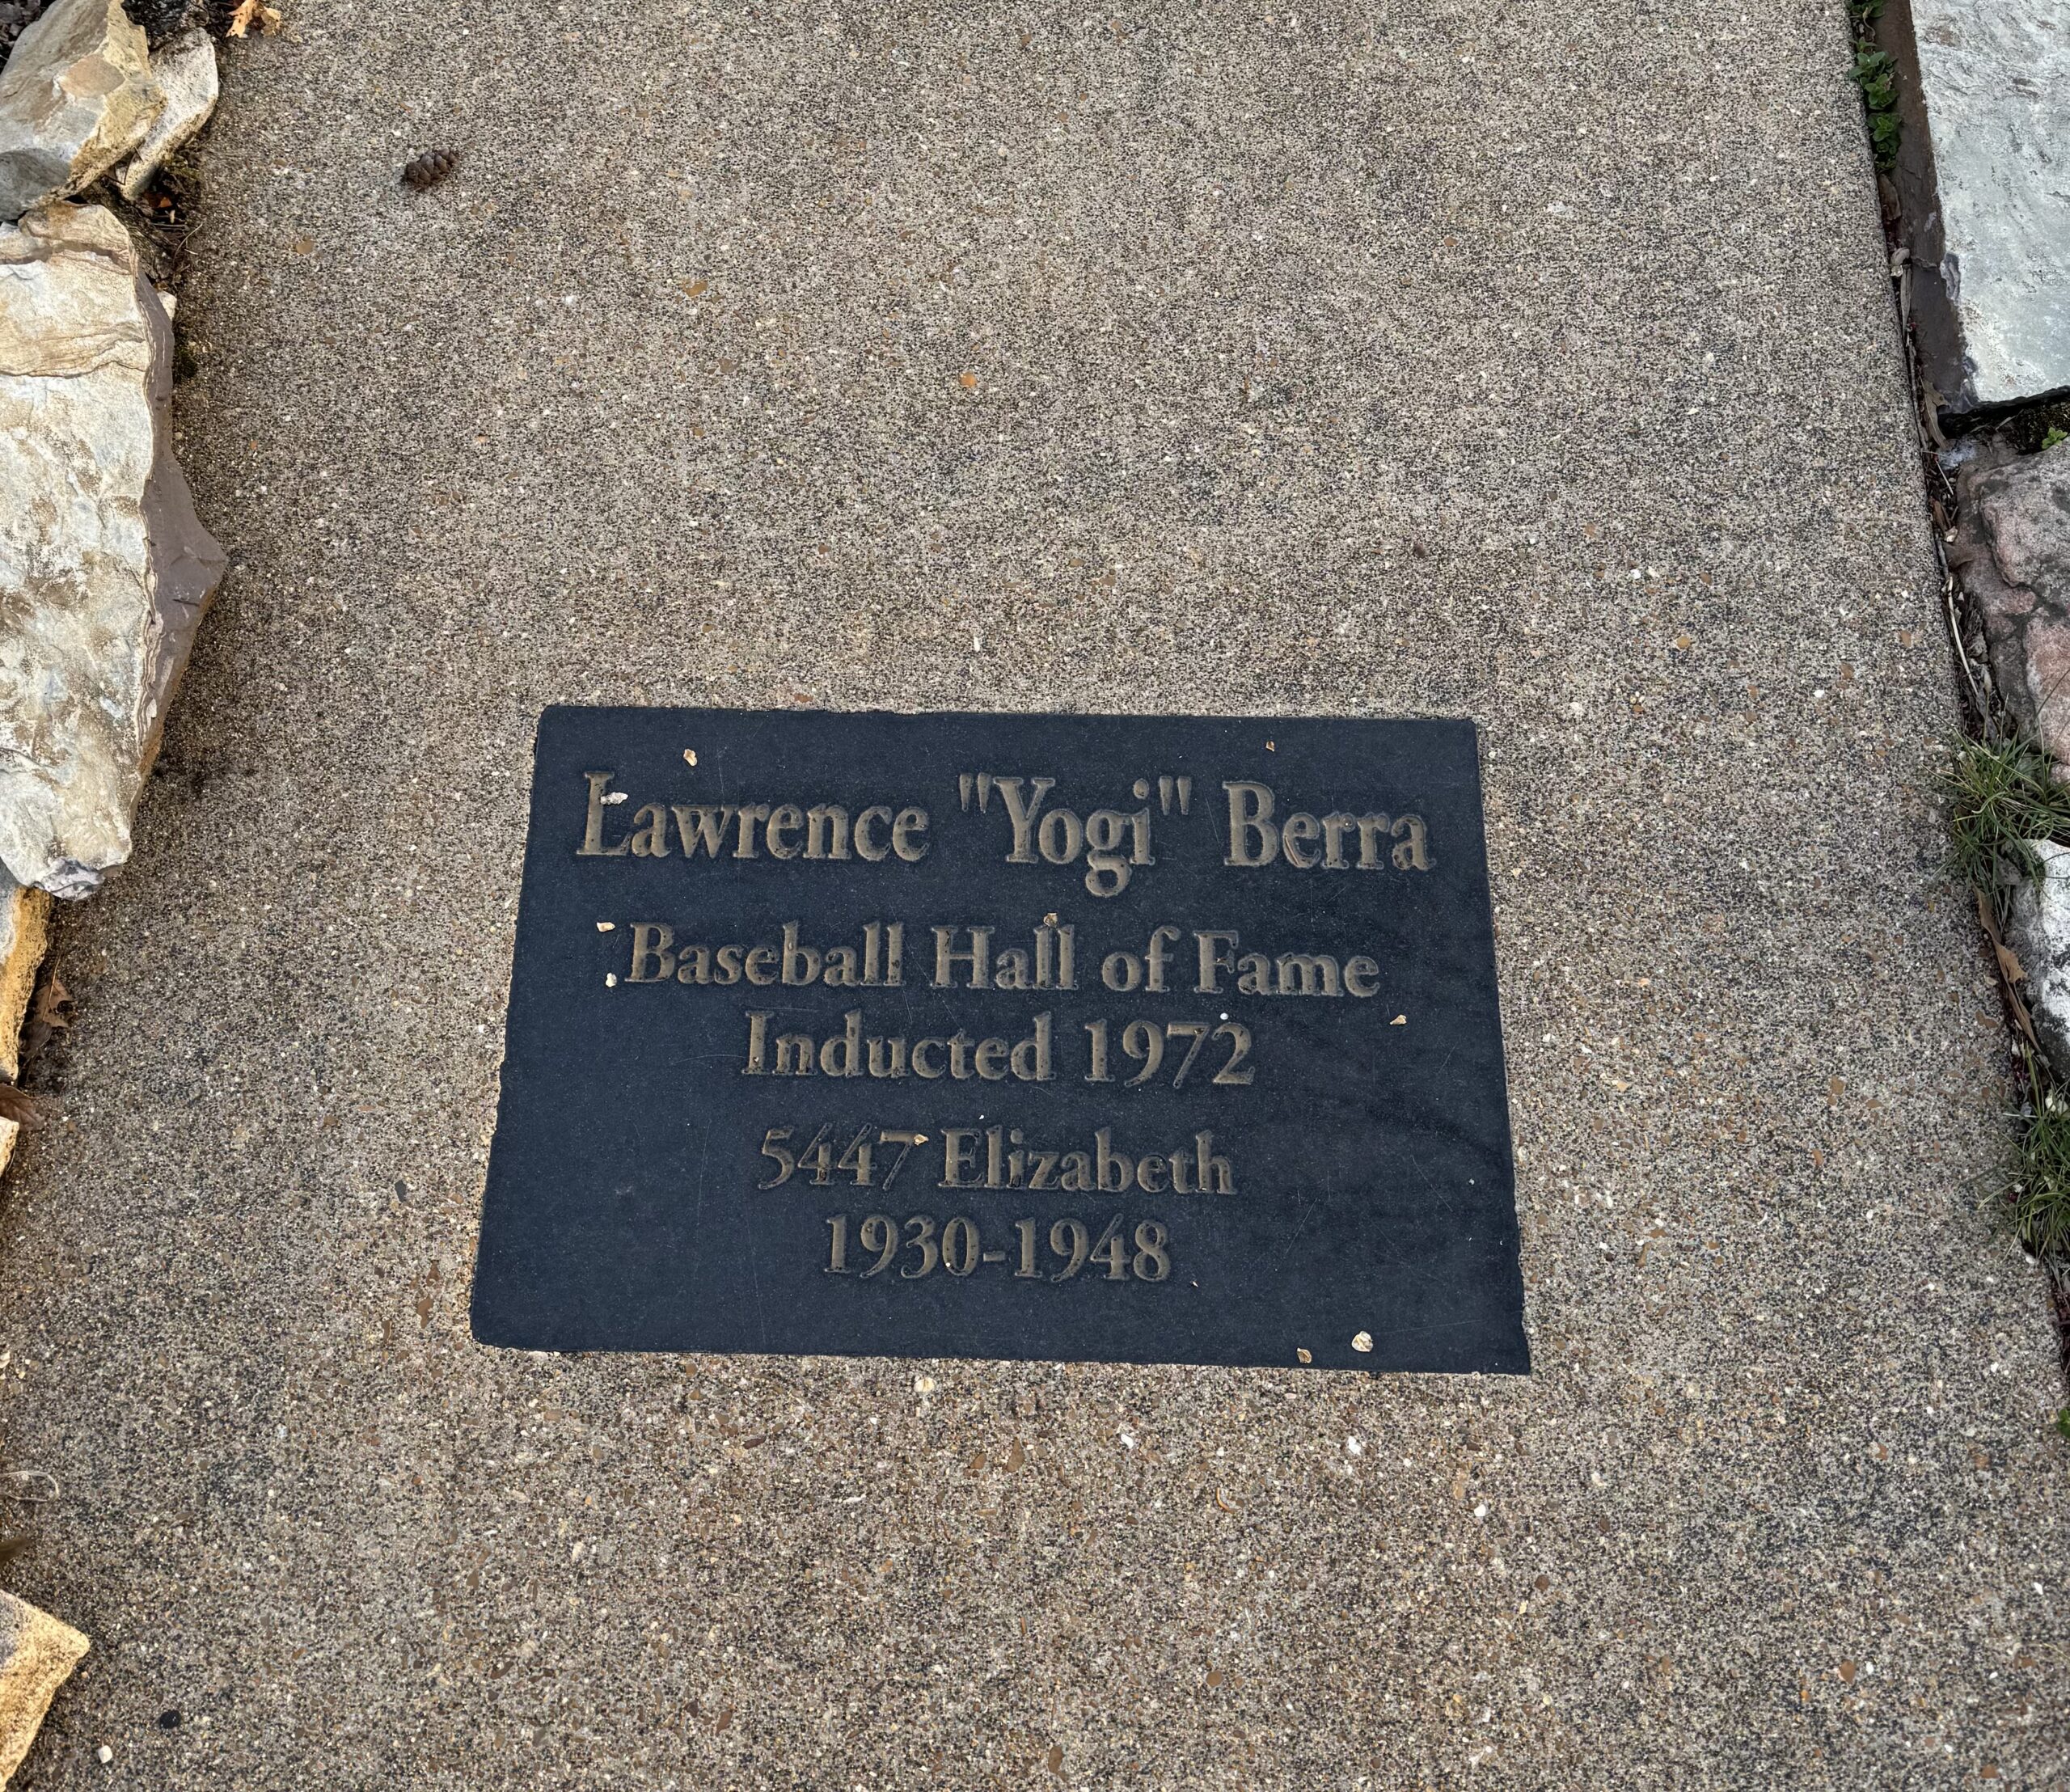 Lawrence "Yogi" Berra
Baseball Hall of Fame
Inducted 1972
5447 Elizabeth
1930-1948